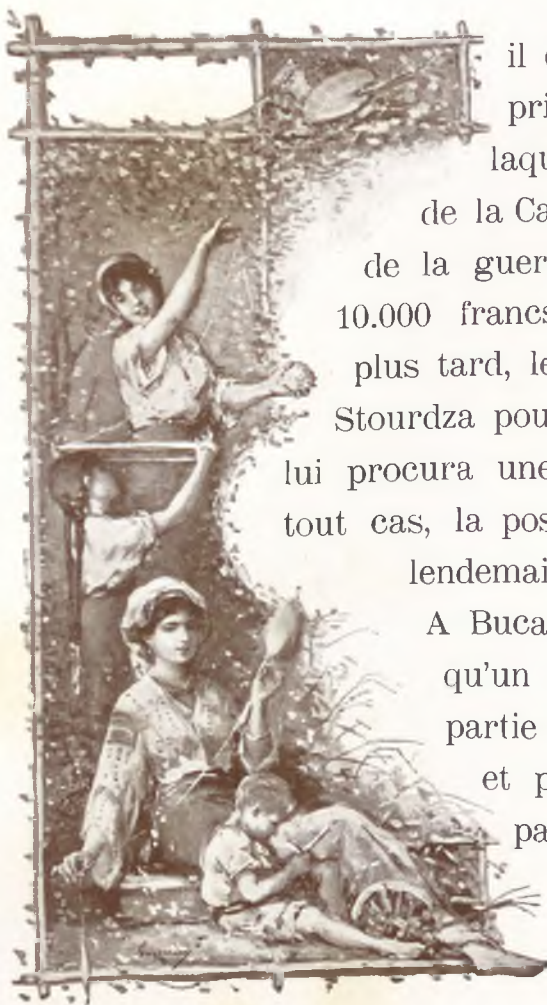 il
pri
laqu
de la Ca
de la guer
10.000 francs
plus tard, le
Stourdza pou
lui procura une
tout cas, la pos
lendemai
A Buca
qu'un
partie
et p
pa